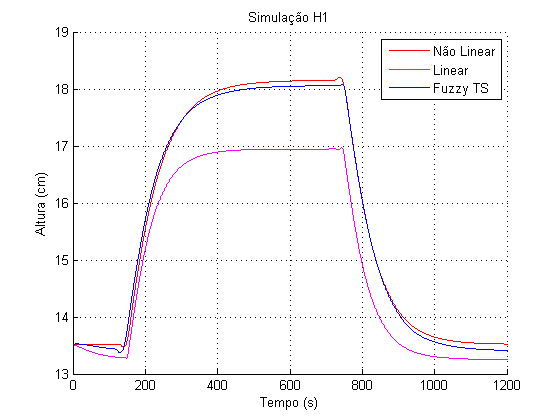 Simulação H1
Não Linear
Linear
Fuzzy TS
Altura (cm)
19
18
17
16
15
14
13
0 200 400 600 800 1000 1200
Tempo (s)